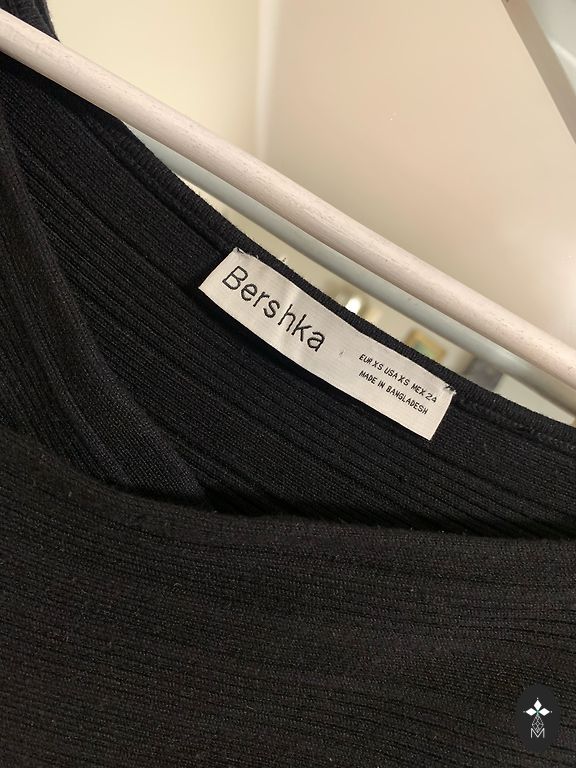 Bershka
EUR XS USA XS MEX 24
MADE IN BANGLADESH
M